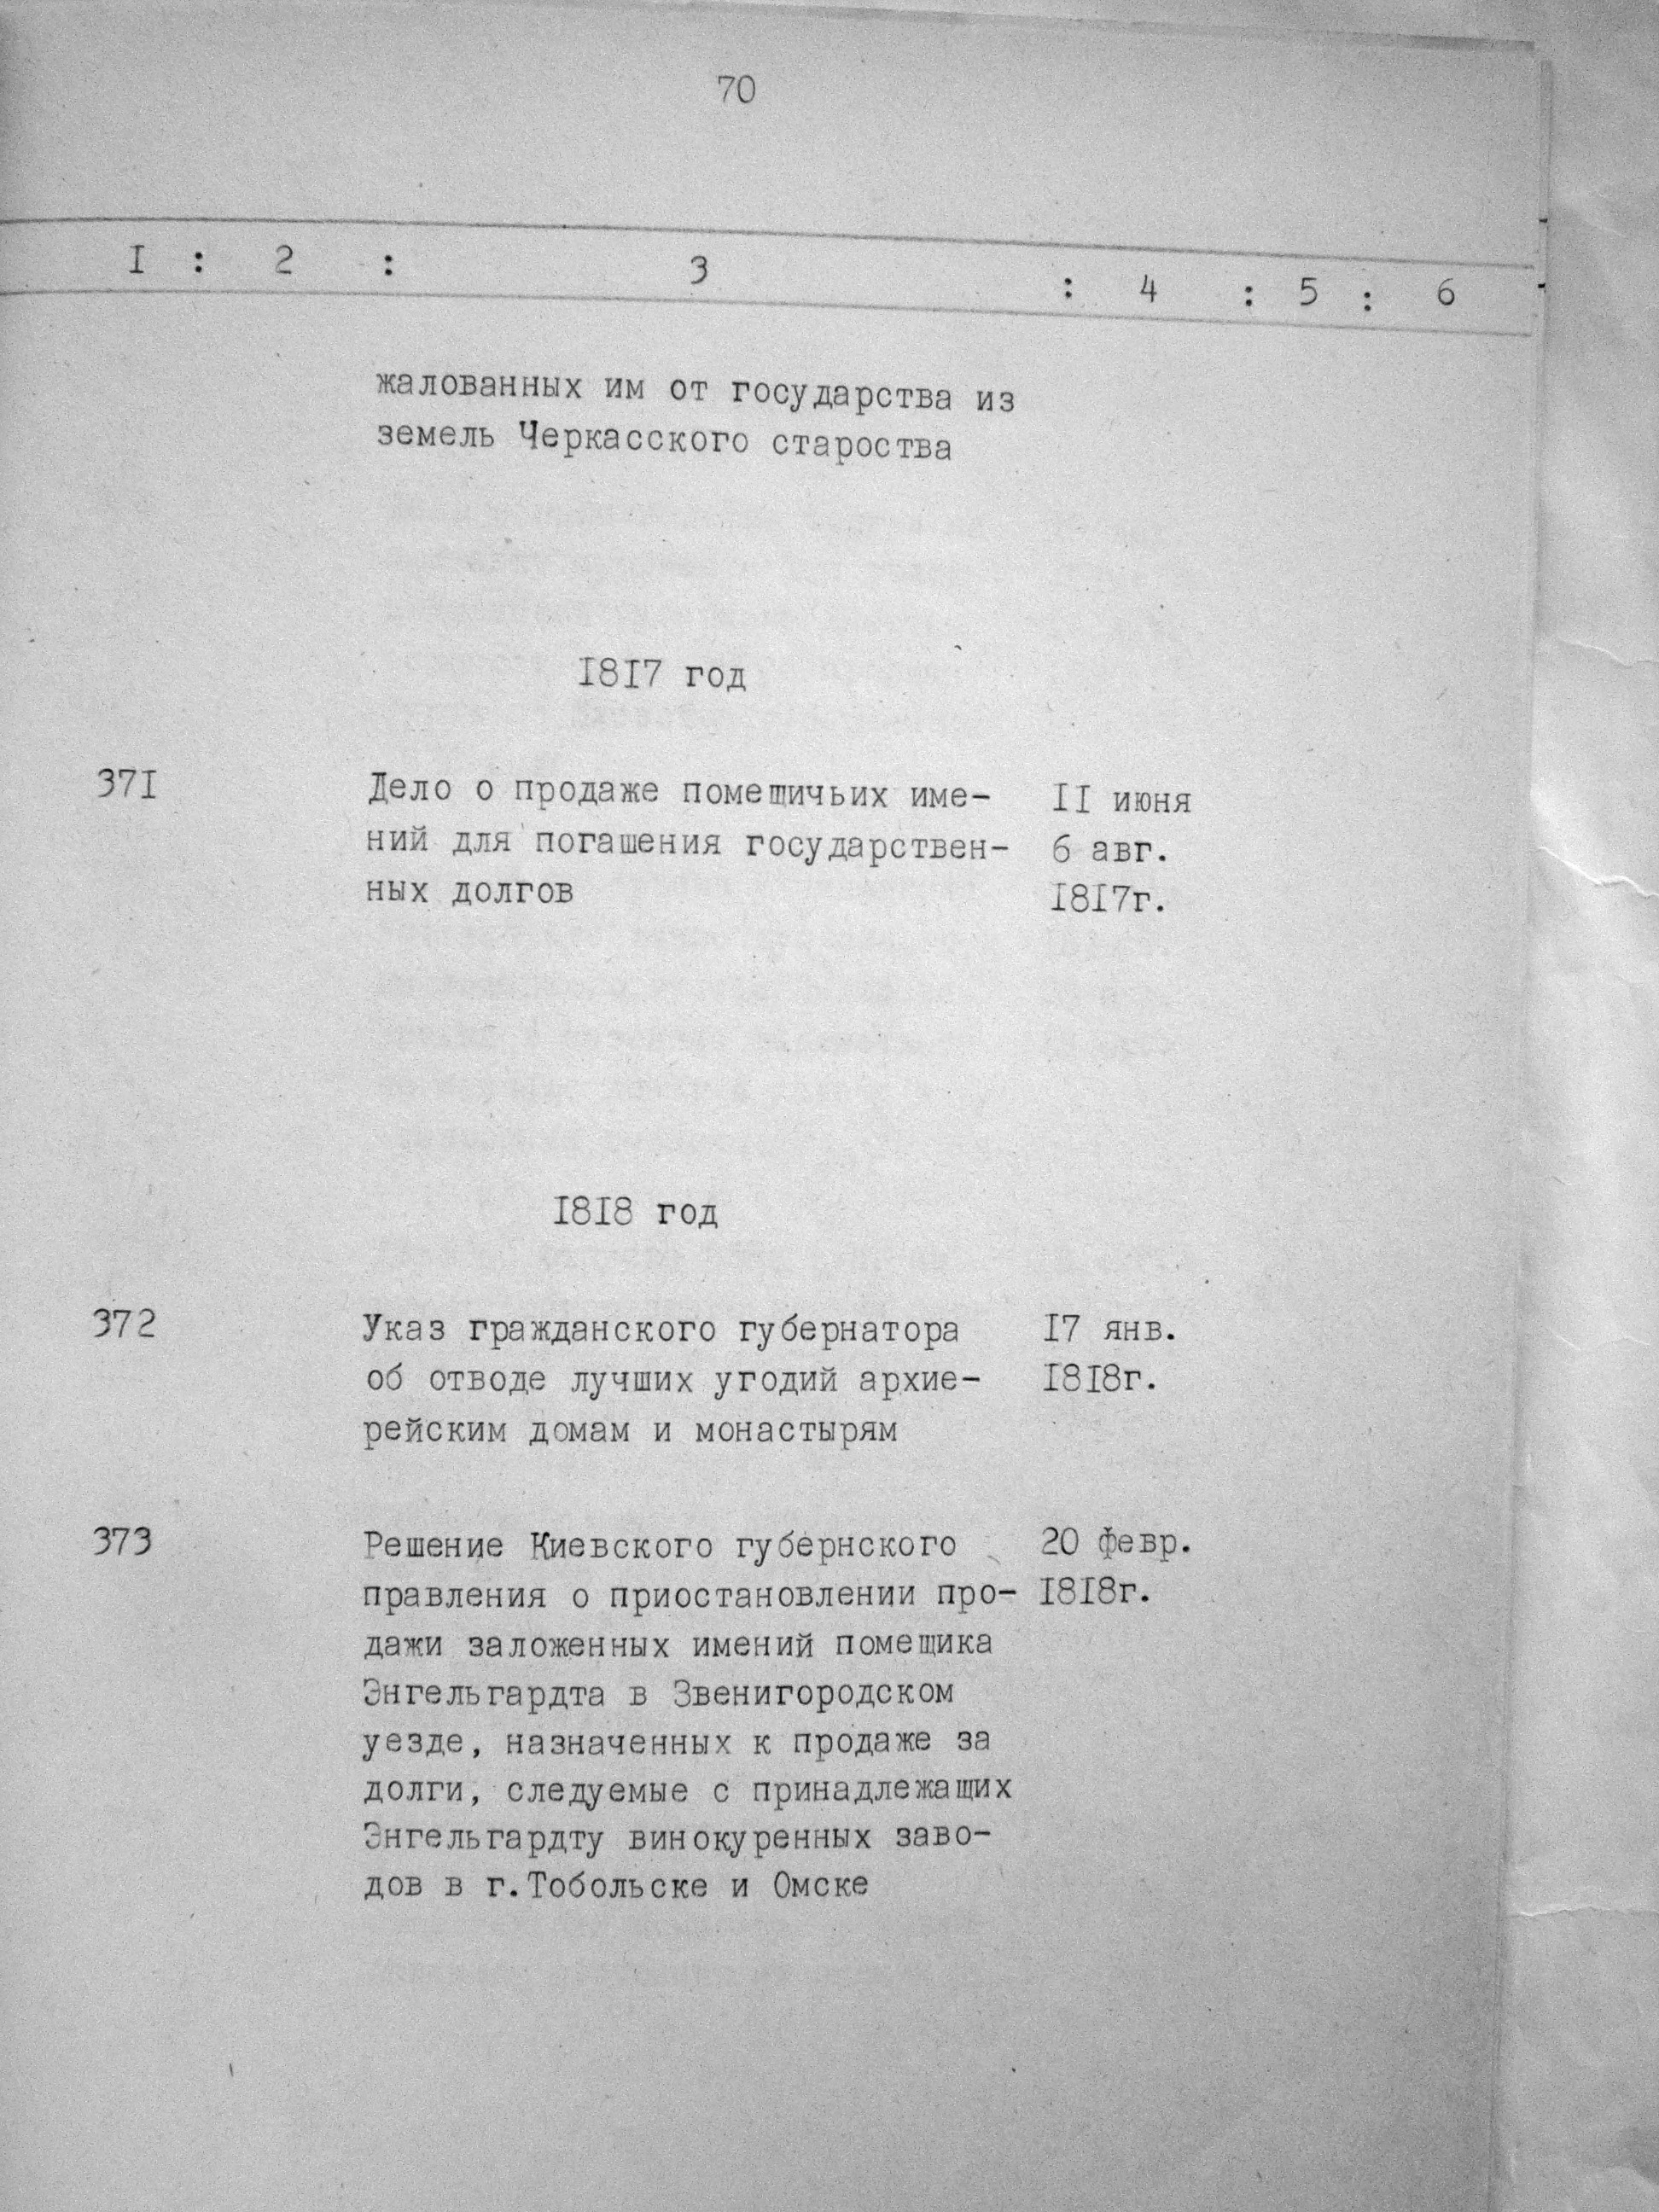 70
I : 2 : 3 : 4 : 5 : 6
жалованных им от государства из
земель Черкасского староства
I8I7 год
37I Дело о продаже помещичьих име- II июня
ний для погашения государствен- 6 авг.
ных долгов I8I7г.
I8I8 год
372 Указ гражданского губернатора I7 янв.
об отводе лучших угодий архие- I8I8г.
рейским домам и монастырям
373 Решение Киевского губернского 20 февр.
правления о приостановлении про- I8I8г.
дажи заложенных имений помещика
Энгельгардта в Звенигородском
уезде, назначенных к продаже за
долги, следуемые с принадлежащих
Энгельгардту винокуренных заво-
дов в г.Тобольске и Омске